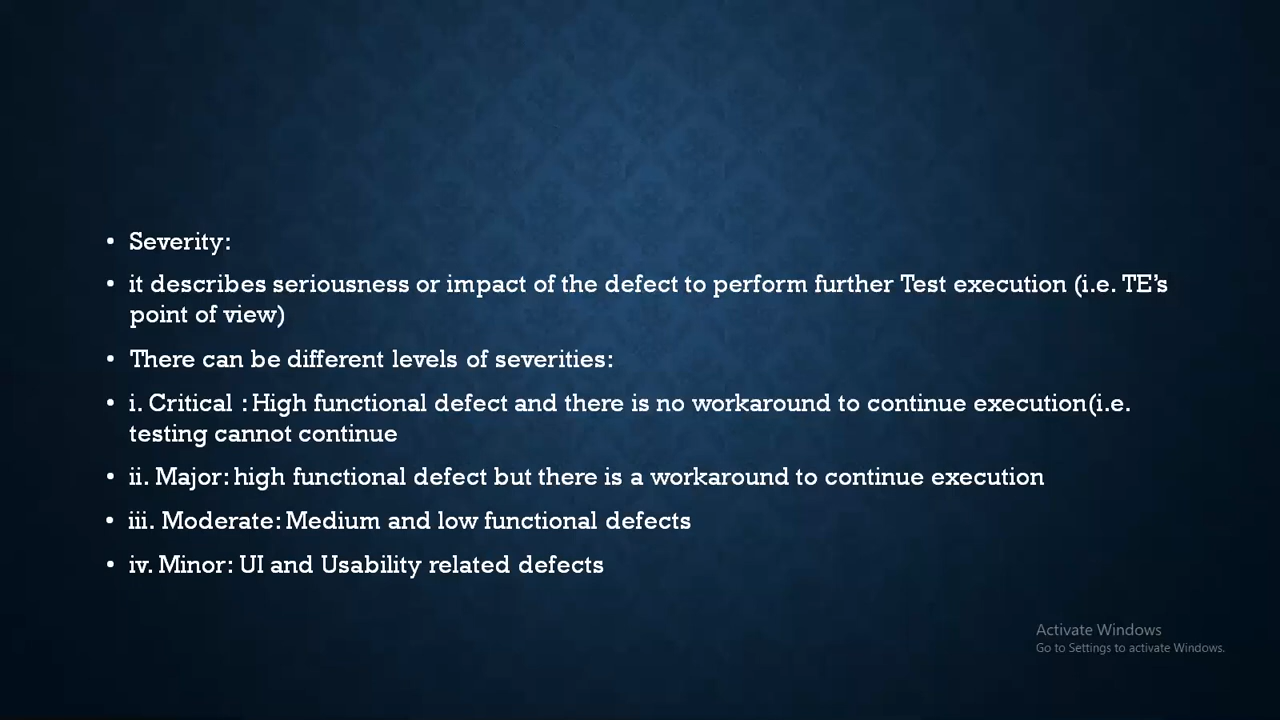 • Severity:
• it describes seriousness or impact of the defect to perform further Test execution (i.e. TE’s
point of view)
• There can be different levels of severities:
• i. Critical : High functional defect and there is no workaround to continue execution(i.e.
testing cannot continue
• ii. Major: high functional defect but there is a workaround to continue execution
• iii. Moderate: Medium and low functional defects
• iv. Minor: UI and Usability related defects
Activate Windows
Go to Settings to activate Windows.